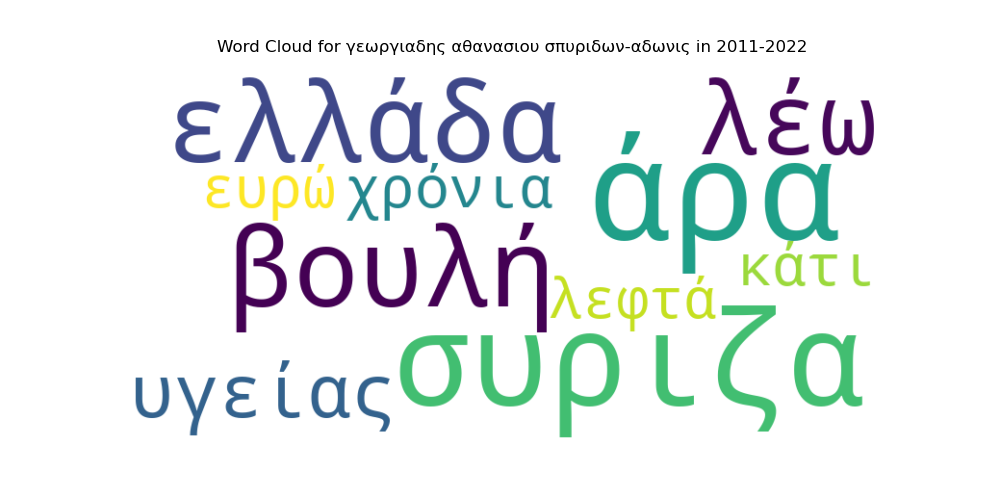 Word Cloud for γεωργιαδης αθανασιου σπυριδων-αδωνις in 2011-2022
ελλάδα
λέω
άρα
ευρώ
χρόνια
βουλή
κάτι
λεφτά
συριζα
υγείας